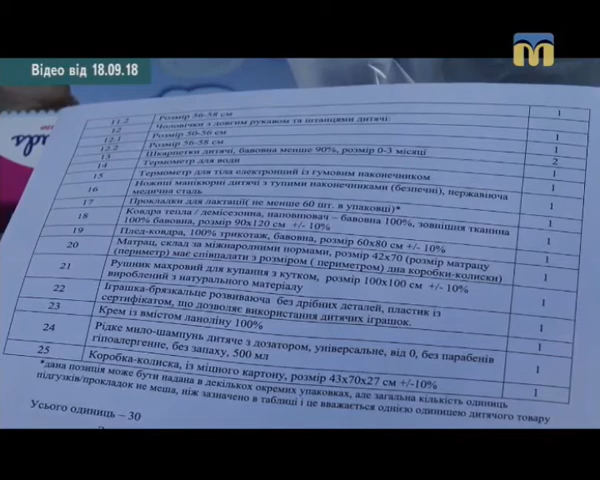 Відео від 18.09.18
11.2 Розмір 56-58 см 1
12 Чоловічки з довгим рукавом та штанцями дитячі
12.1 Розмір 50-56 см 1
12.2 Розмір 56-58 см 1
13 Шкарпетки дитячі, бавовна менше 90%, розмір 0-3 місяці 2
14 Термометр для води 1
15 Термометр для тіла електронний із гумовим наконечником 1
16 Ножиці манікюрні дитячі з тупими наконечниками (безпечні), нержавіюча
медична сталь 1
17 Прокладки для лактації( не менше 60 шт. в упаковці)* 1
18 Ковдра тепла / демісезонна, наповнювач – бавовна 100%, зовнішня тканина
100% бавовна, розмір 90х120 см +/- 10% 1
19 Плед-ковдра, 100% трикотаж, бавовна, розмір 60х80 см +/- 10% 1
20 Матрац, склад за міжнародними нормами, розмір 42х70 (розмір матрацу
(периметр) має співпадати з розміром ( периметром) дна коробки-колиски) 1
21 Рушник махровий для купання з кутком, розмір 100х100 см +/- 10%
вироблений з натурального матеріалу 1
22 Іграшка-брязкальце розвиваюча без дрібних деталей, пластик із
сертифікатом, що дозволяє використання дитячих іграшок. 1
23 Крем із вмістом ланоліну 100% 1
24 Рідке мило-шампунь дитяче з дозатором, універсальне, від 0, без парабенів
гіпоалергенне, без запаху, 500 мл 1
25 Коробка-колиска, із міцного картону, розмір 43х70х27 см +/-10% 1
*дана позиція може бути надана в декількох окремих упаковках, але загальна кількість одиниць
підгузків/прокладок не менша, ніж зазначено в таблиці і це вважається однією одиницею дитячого товару
Усього одиниць – 30